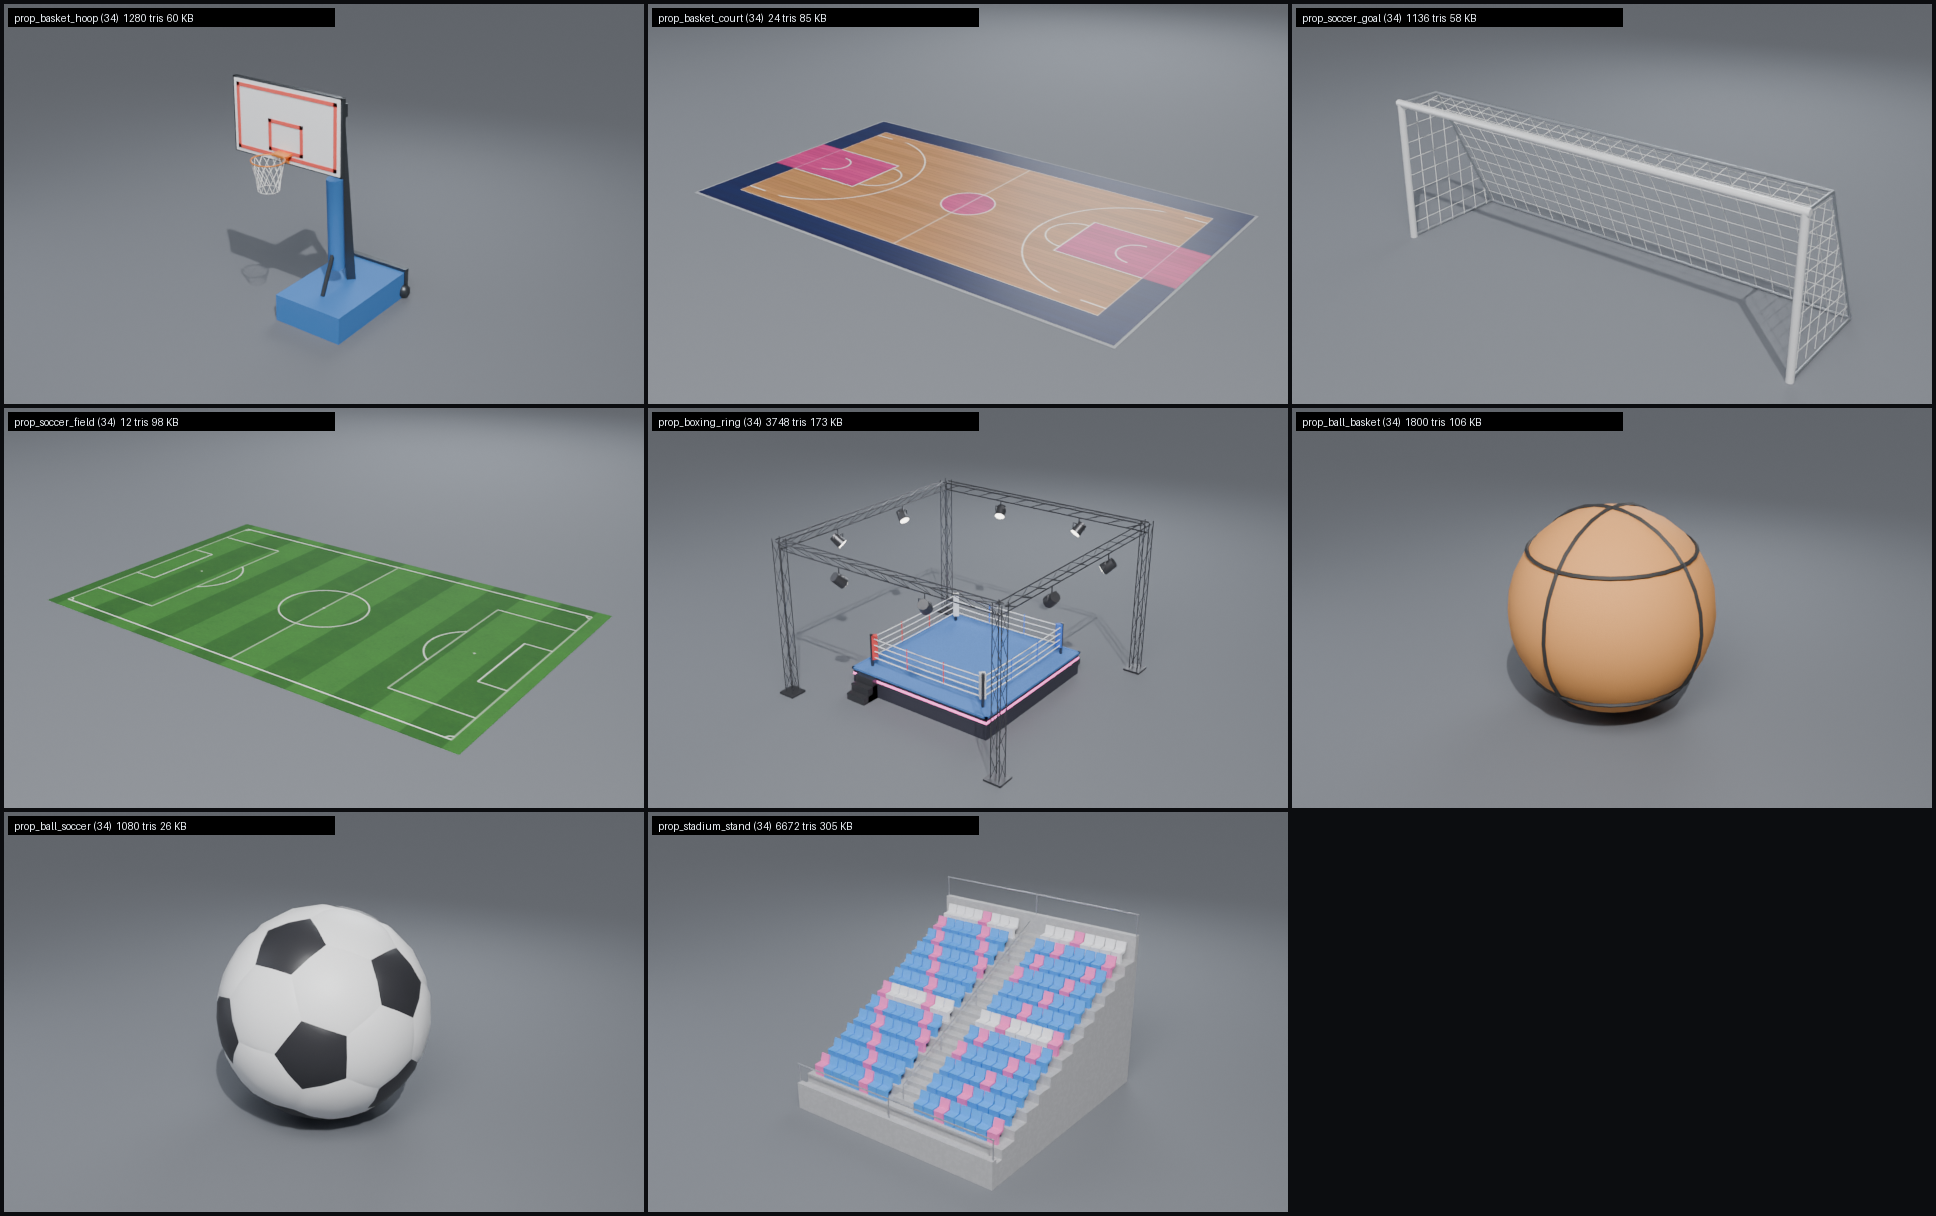 prop_basket_hoop (34) 1280 tris 60 KB
prop_basket_court (34) 24 tris 85 KB
prop_soccer_goal (34) 1136 tris 58 KB
prop_soccer_field (34) 12 tris 98 KB
prop_boxing_ring (34) 3748 tris 173 KB
prop_ball_basket (34) 1800 tris 106 KB
prop_ball_soccer (34) 1080 tris 26 KB
prop_stadium_stand (34) 6672 tris 305 KB